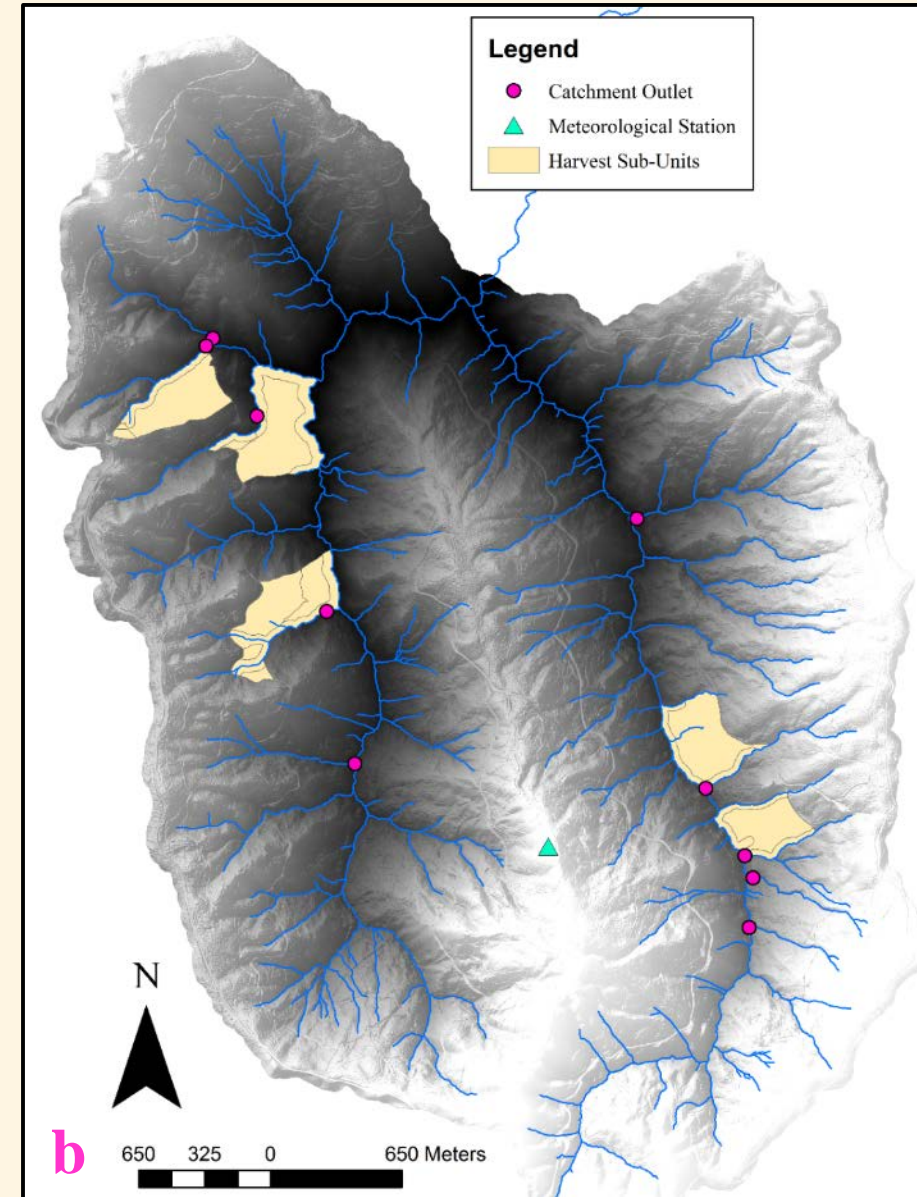 Legend
Catchment Outlet
Meteorological Station
Harvest Sub-Units
N
b
650 325 0 650 Meters